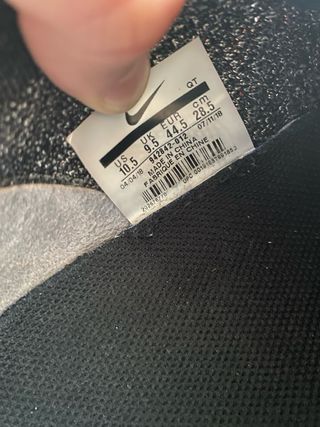 QT
US UK EUR cm
10.5 9.5 44.5 28.5
04/04/18 07/11/18
942842-012
MADE IN CHINA
FABRIQUE EN CHINE